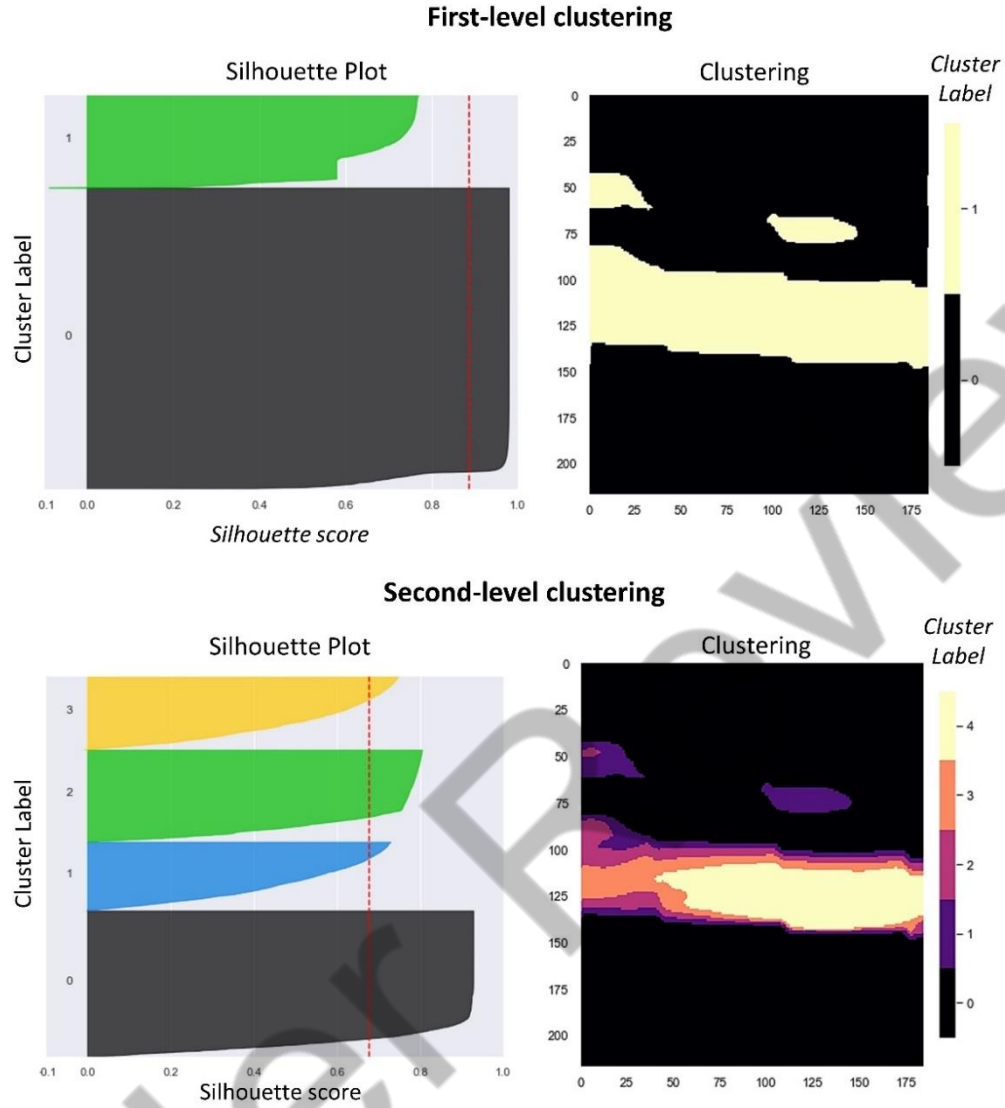 First-level clustering
Silhouette Plot
Clustering
Cluster Label
1
0
Cluster Label
0.1 0.0 0.2 0.4 0.6 0.8 1.0
Silhouette score
0
25
50
75
100
125
150
175
200
0 25 50 75 100 125 150 175
1
0
Second-level clustering
Silhouette Plot
Clustering
Cluster Label
3
2
1
0
Cluster Label
0.1 0.0 0.2 0.4 0.6 0.8 1.0
Silhouette score
0
25
50
75
100
125
150
175
200
0 25 50 75 100 125 150 175
4
3
2
1
0